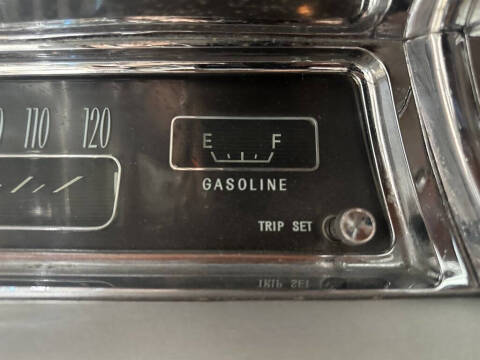 110 120
E F
GASOLINE
TRIP SET